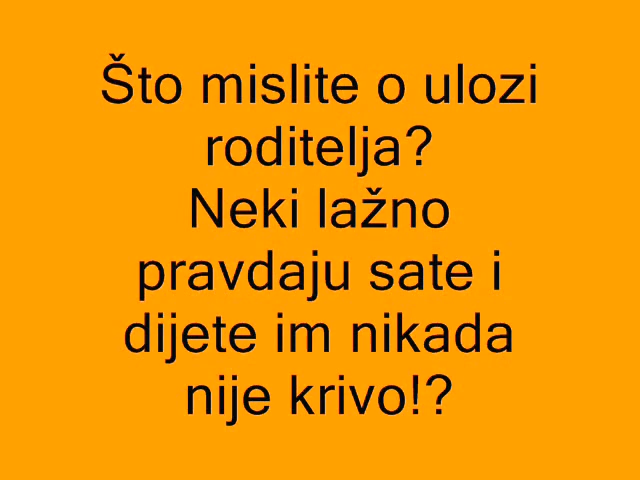 Što mislite o ulozi
roditelja?
Neki lažno
pravdaju sate i
dijete im nikada
nije krivo!?